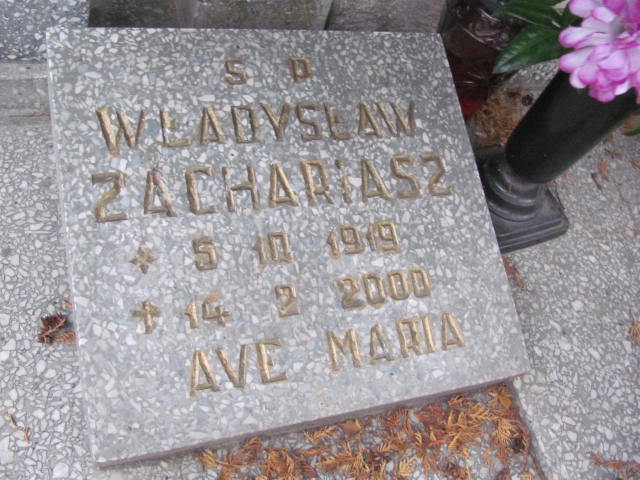 S P
WŁADYSŁAW
ZACHARIASZ
5 10 1919
✝ 14 2 2000
AVE MARIA